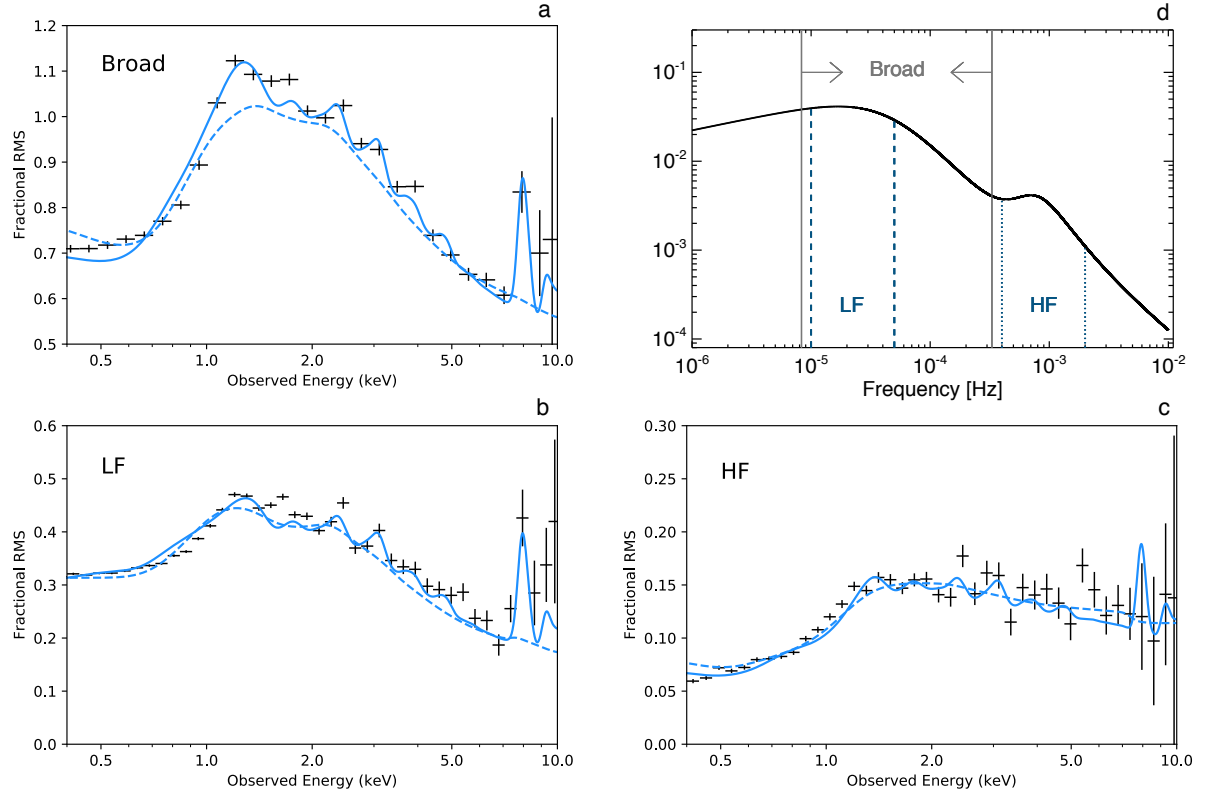 a
Broad
Fractional RMS
1.2
1.1
1.0
0.9
0.8
0.7
0.6
0.5
0.5 1.0 2.0 5.0 10.0
Observed Energy (keV)
d
Broad
10⁻¹
10⁻²
10⁻³
10⁻⁴
LF HF
10⁻⁶ 10⁻⁵ 10⁻⁴ 10⁻³ 10⁻²
Frequency [Hz]
b
LF
Fractional RMS
0.6
0.5
0.4
0.3
0.2
0.1
0.0
0.5 1.0 2.0 5.0 10.0
Observed Energy (keV)
c
HF
Fractional RMS
0.30
0.25
0.20
0.15
0.10
0.05
0.00
0.5 1.0 2.0 5.0 10.0
Observed Energy (keV)